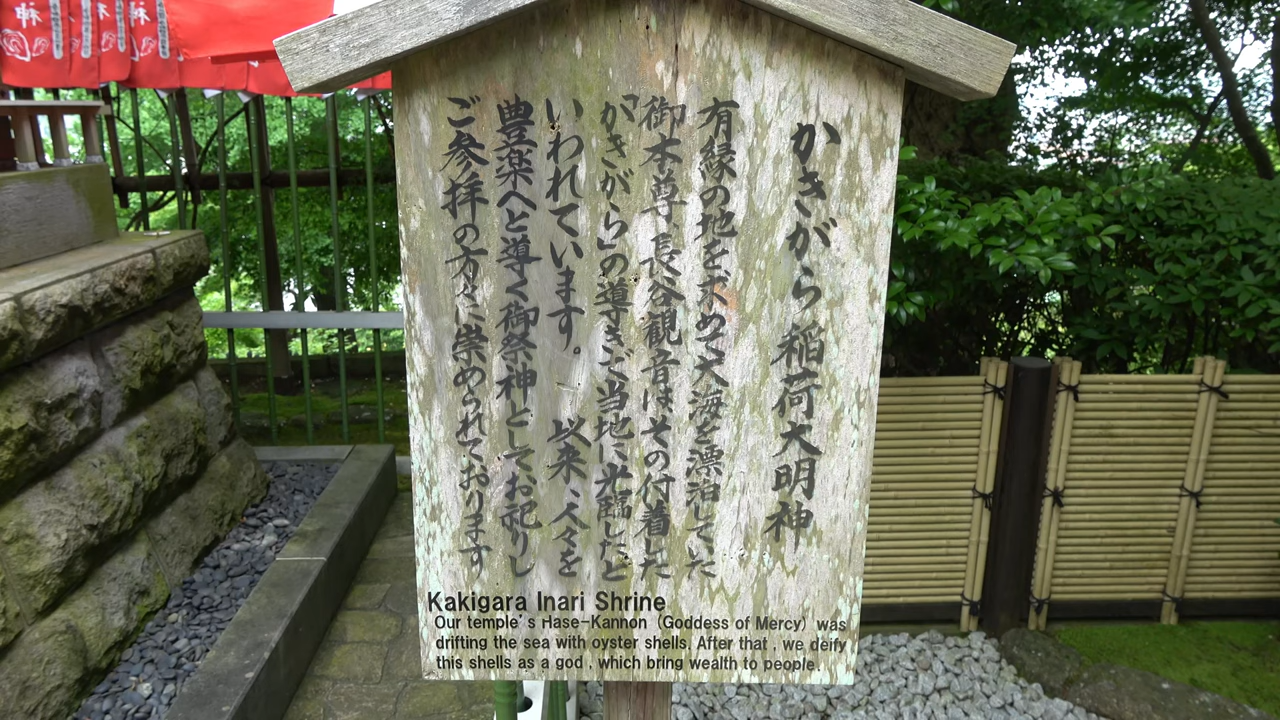 かきがら稲荷大明神
有縁の地を求めて大海を漂泊していた
御本尊、長谷観音はその付着した
「かきがら」の導きで当地に光臨したと
いわれています。以来、人々を
豊楽へと導く御祭神としてお祀りし
ご参拝の方々に崇められております
Kakigara Inari Shrine
Our temple's Hase-Kannon (Goddess of Mercy) was
drifting the sea with oyster shells. After that , we deify
this shells as a god , which bring wealth to people.
神
神
神